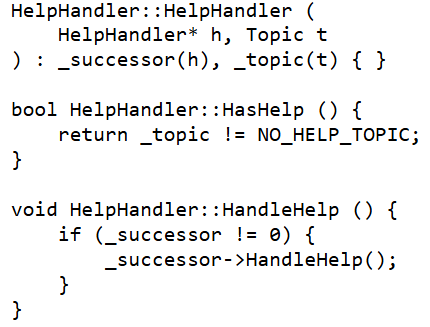 HelpHandler::HelpHandler (
    HelpHandler* h, Topic t
) : _successor(h), _topic(t) { }

bool HelpHandler::HasHelp () {
    return _topic != NO_HELP_TOPIC;
}

void HelpHandler::HandleHelp () {
    if (_successor != 0) {
        _successor->HandleHelp();
    }
}